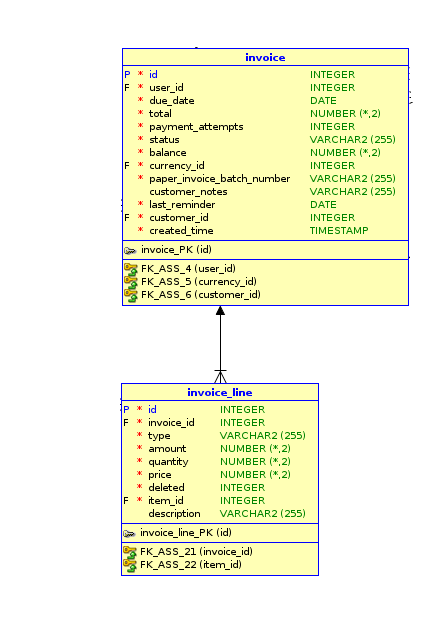 invoice
P * id INTEGER
F * user_id INTEGER
* due_date DATE
* total NUMBER (*,2)
* payment_attempts INTEGER
* status VARCHAR2 (255)
* balance NUMBER (*,2)
F * currency_id INTEGER
* paper_invoice_batch_number VARCHAR2 (255)
customer_notes VARCHAR2 (255)
* last_reminder DATE
F * customer_id INTEGER
* created_time TIMESTAMP
invoice_PK (id)
FK_ASS_4 (user_id)
FK_ASS_5 (currency_id)
FK_ASS_6 (customer_id)
invoice_line
P * id INTEGER
F * invoice_id INTEGER
* type VARCHAR2 (255)
* amount NUMBER (*,2)
* quantity NUMBER (*,2)
* price NUMBER (*,2)
* deleted INTEGER
F * item_id INTEGER
description VARCHAR2 (255)
invoice_line_PK (id)
FK_ASS_21 (invoice_id)
FK_ASS_22 (item_id)